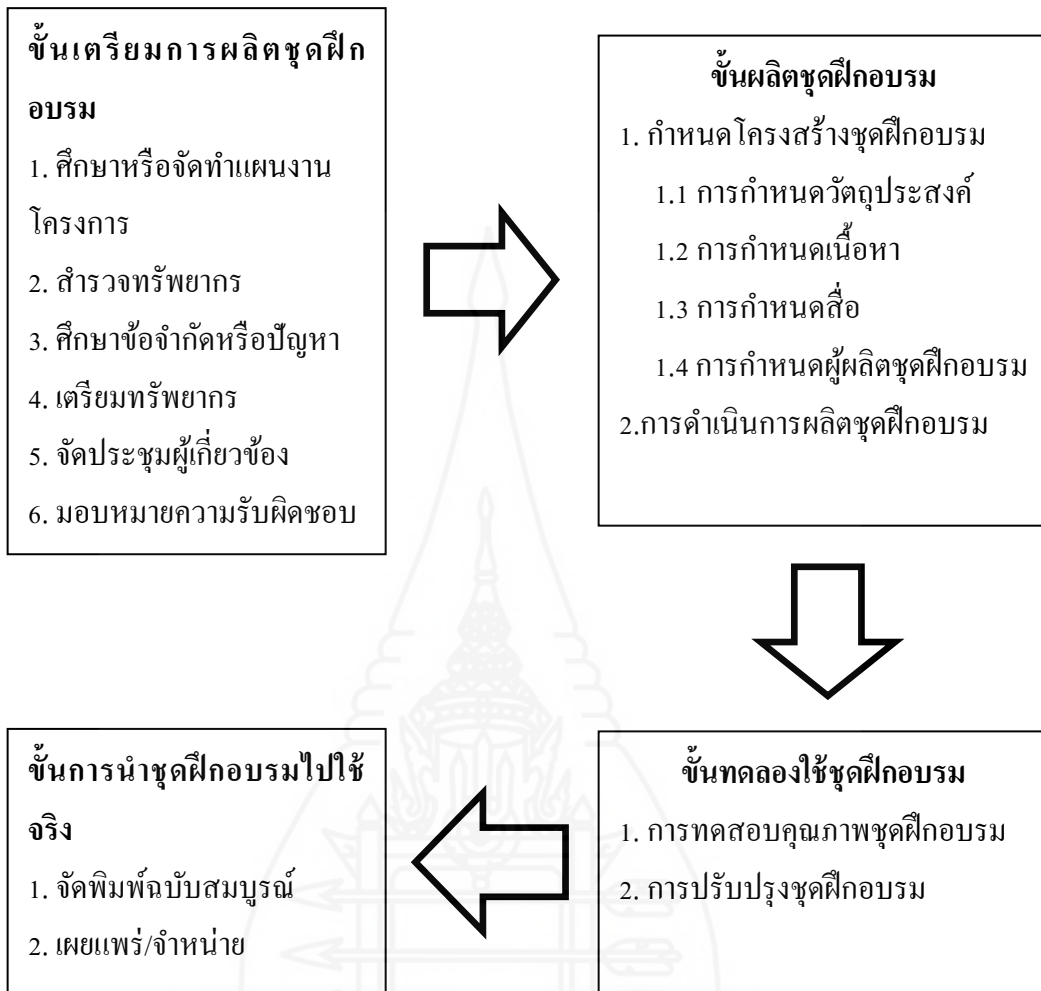 ขั้นเตรียมการผลิตชุดฝึก
อบรม
1. ศึกษาหรือจัดทำแผนงาน
โครงการ
2. สำรวจทรัพยากร
3. ศึกษาข้อจำกัดหรือปัญหา
4. เตรียมทรัพยากร
5. จัดประชุมผู้เกี่ยวข้อง
6. มอบหมายความรับผิดชอบ
ขั้นผลิตชุดฝึกอบรม
1. กำหนดโครงสร้างชุดฝึกอบรม
1.1 การกำหนดวัตถุประสงค์
1.2 การกำหนดเนื้อหา
1.3 การกำหนดสื่อ
1.4 การกำหนดผู้ผลิตชุดฝึกอบรม
2.การดำเนินการผลิตชุดฝึกอบรม
ขั้นทดลองใช้ชุดฝึกอบรม
1. การทดสอบคุณภาพชุดฝึกอบรม
2. การปรับปรุงชุดฝึกอบรม
ขั้นการนำชุดฝึกอบรมไปใช้
จริง
1. จัดพิมพ์ฉบับสมบูรณ์
2. เผยแพร่/จำหน่าย